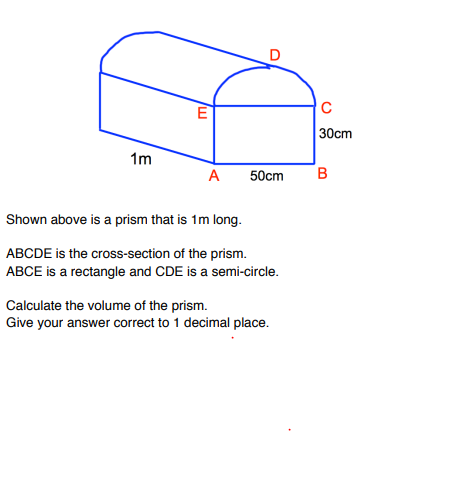 D
E
C
30cm
1m
A
50cm
B
Shown above is a prism that is 1m long.
ABCDE is the cross-section of the prism.
ABCE is a rectangle and CDE is a semi-circle.
Calculate the volume of the prism.
Give your answer correct to 1 decimal place.